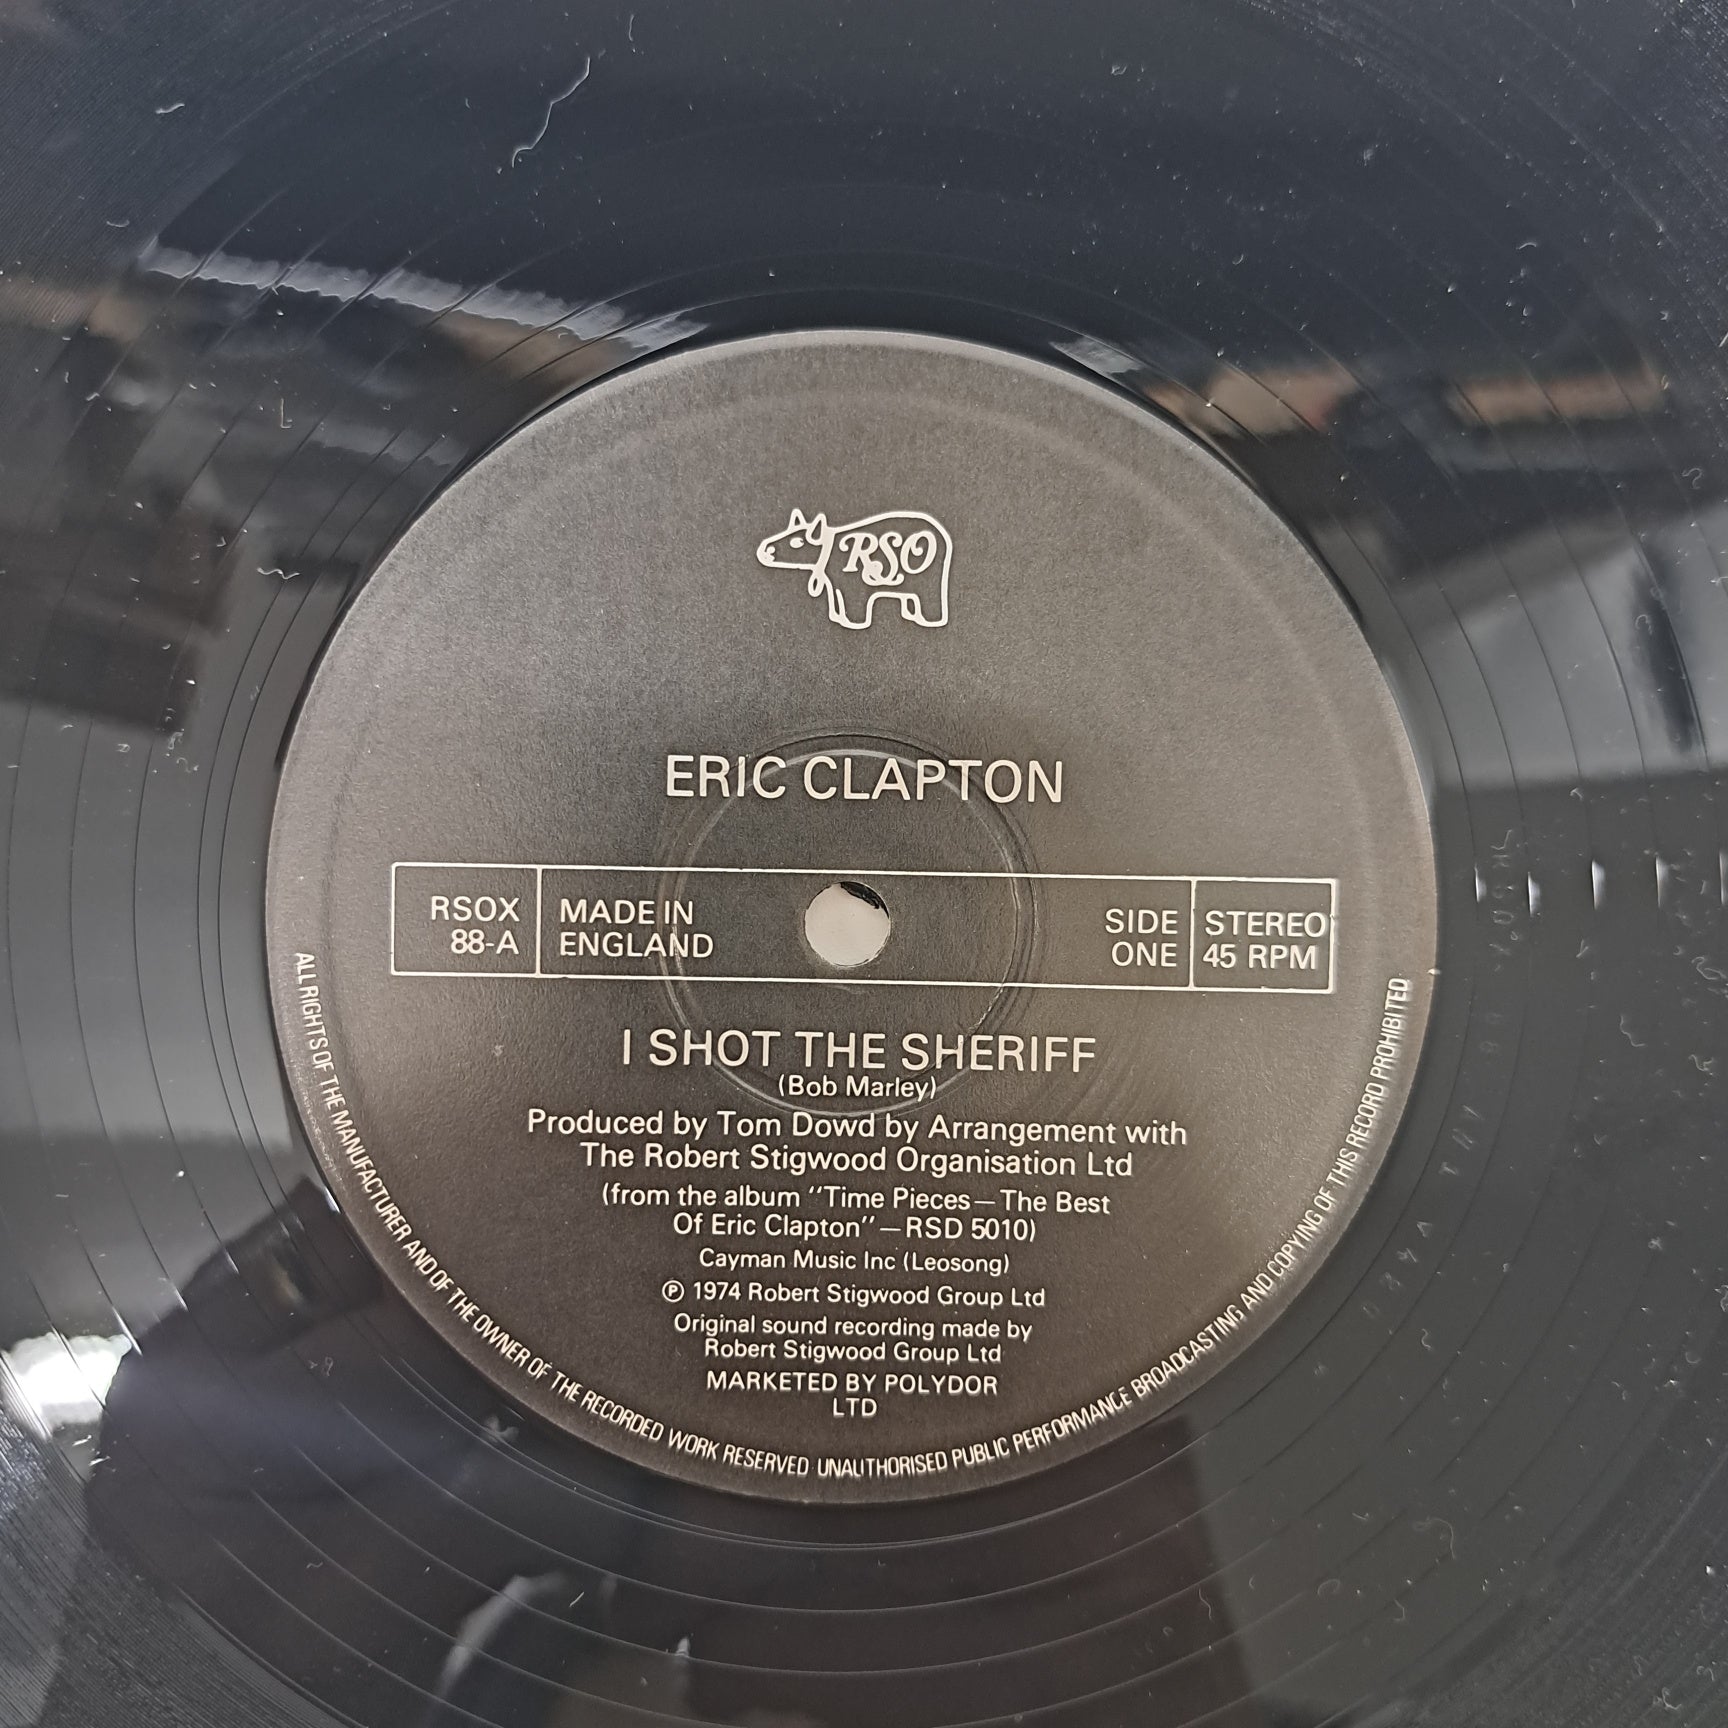 RSO
ERIC CLAPTON
RSOX
88-A
MADE IN
ENGLAND
SIDE
ONE
STEREO
45 RPM
I SHOT THE SHERIFF
(Bob Marley)
Produced by Tom Dowd by Arrangement with
The Robert Stigwood Organisation Ltd
(from the album "Time Pieces—The Best
Of Eric Clapton"—RSD 5010)
Cayman Music Inc (Leosong)
Ⓟ 1974 Robert Stigwood Group Ltd
Original sound recording made by
Robert Stigwood Group Ltd
MARKETED BY POLYDOR
LTD
ALL RIGHTS OF THE MANUFACTURER AND OF THE OWNER OF THE RECORDED WORK RESERVED UNAUTHORISED PUBLIC PERFORMANCE BROADCASTING AND COPYING OF THIS RECORD PROHIBITED